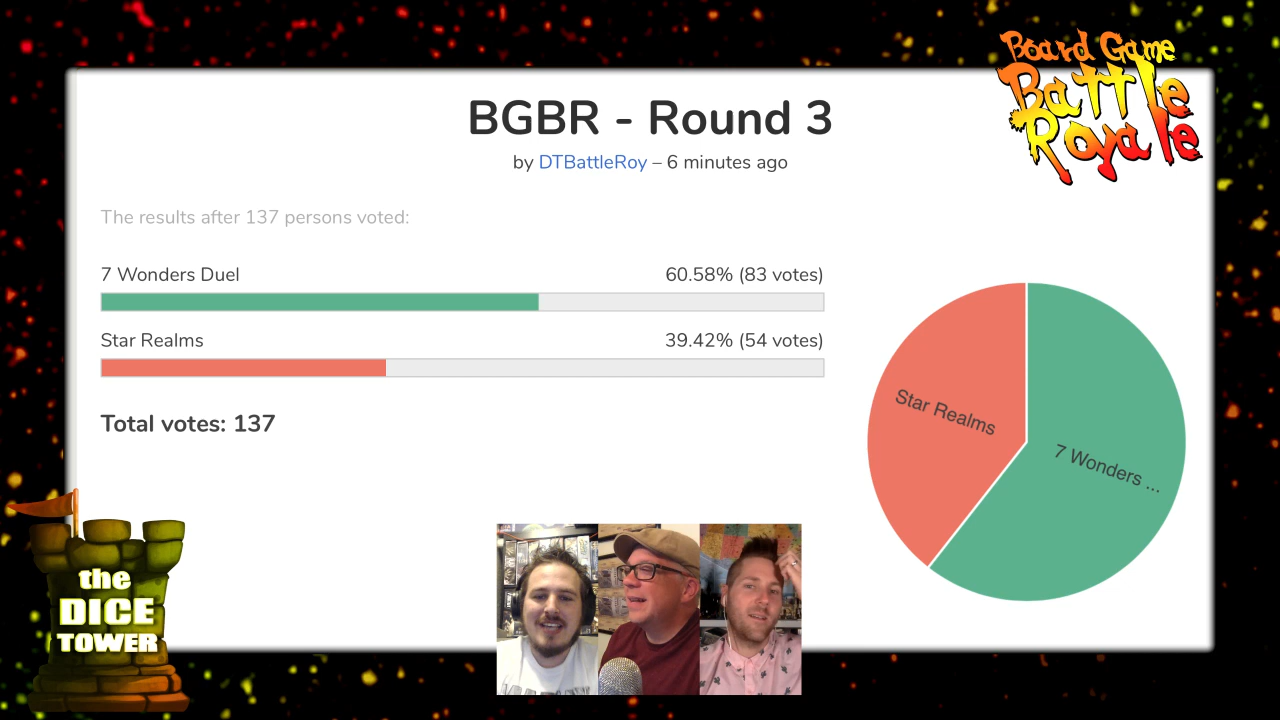 Board Game
Battle
Royale
BGBR - Round 3
by DTBattleRoy – 6 minutes ago
The results after 137 persons voted:
7 Wonders Duel 60.58% (83 votes)
Star Realms 39.42% (54 votes)
Total votes: 137
Star Realms
7 Wonders ...
the
DICE
TOWER